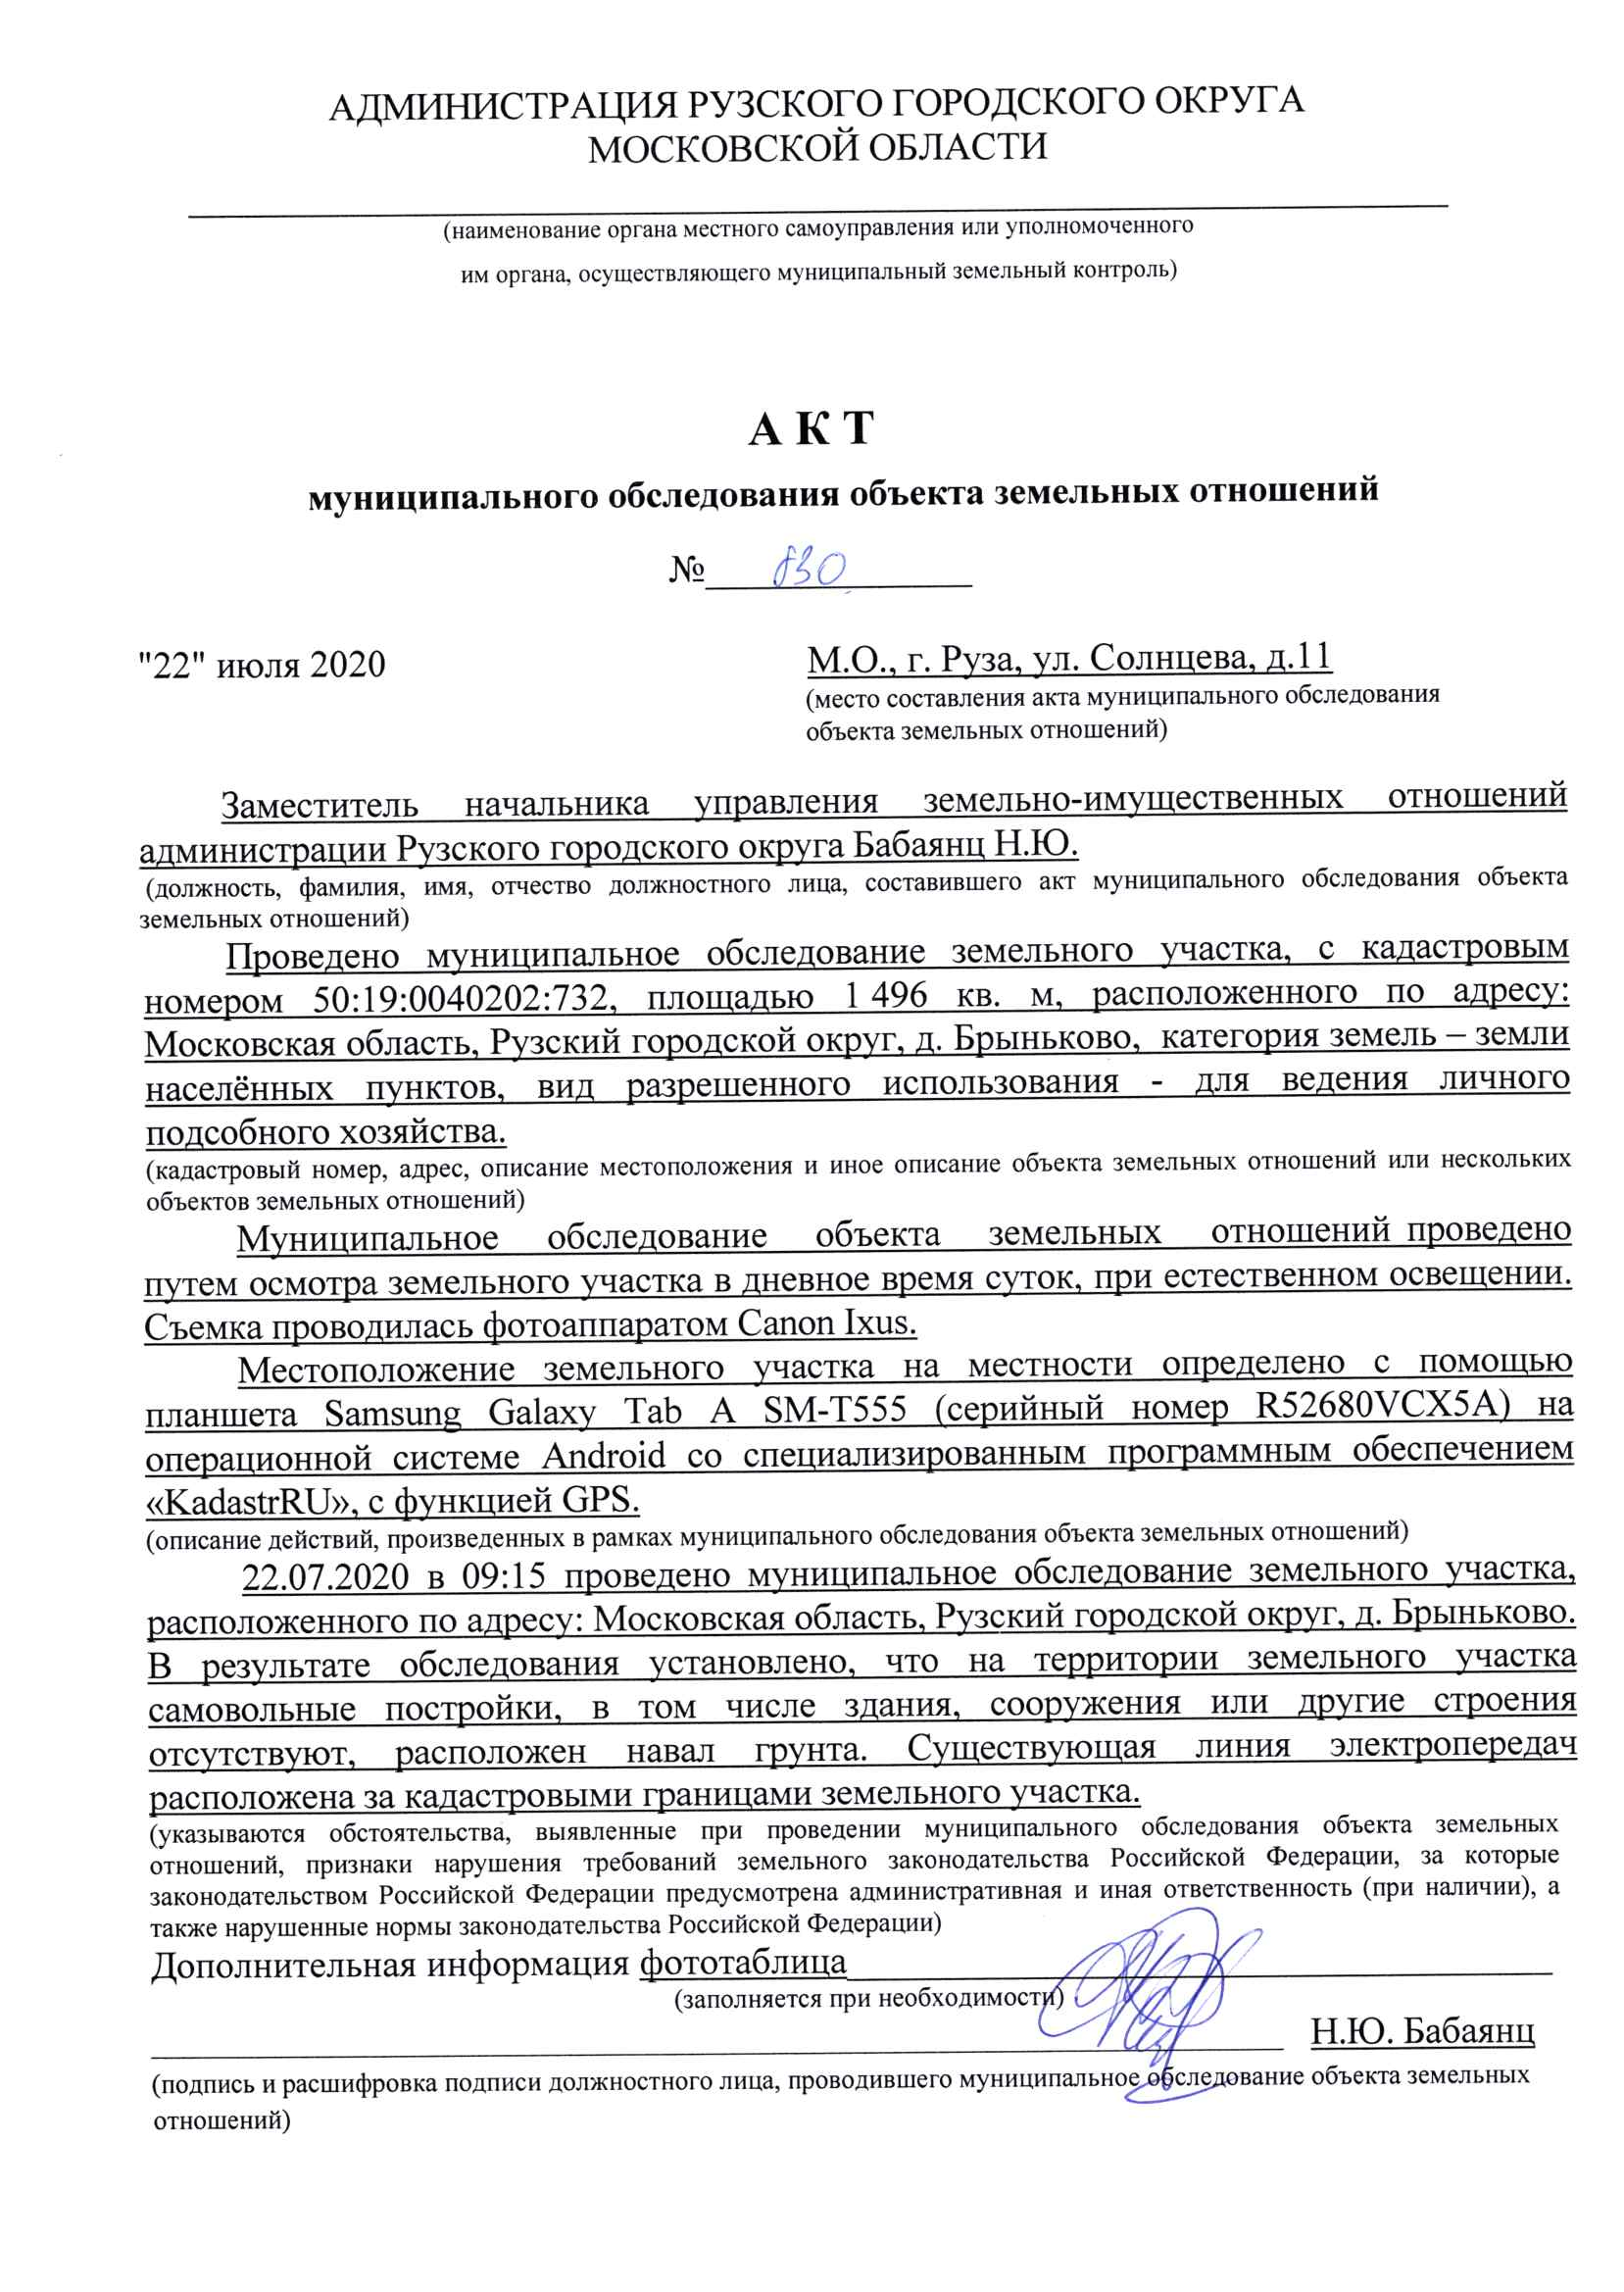 АДМИНИСТРАЦИЯ РУЗСКОГО ГОРОДСКОГО ОКРУГА
МОСКОВСКОЙ ОБЛАСТИ
(наименование органа местного самоуправления или уполномоченного
им органа, осуществляющего муниципальный земельный контроль)
А К Т
муниципального обследования объекта земельных отношений
№ 830
"22" июля 2020
М.О., г. Руза, ул. Солнцева, д.11
(место составления акта муниципального обследования
объекта земельных отношений)
Заместитель начальника управления земельно-имущественных отношений
администрации Рузского городского округа Бабаянц Н.Ю.
(должность, фамилия, имя, отчество должностного лица, составившего акт муниципального обследования объекта
земельных отношений)
Проведено муниципальное обследование земельного участка, с кадастровым
номером 50:19:0040202:732, площадью 1 496 кв. м, расположенного по адресу:
Московская область, Рузский городской округ, д. Брыньково, категория земель – земли
населённых пунктов, вид разрешенного использования - для ведения личного
подсобного хозяйства.
(кадастровый номер, адрес, описание местоположения и иное описание объекта земельных отношений или нескольких
объектов земельных отношений)
Муниципальное обследование объекта земельных отношений проведено
путем осмотра земельного участка в дневное время суток, при естественном освещении.
Съемка проводилась фотоаппаратом Canon Ixus.
Местоположение земельного участка на местности определено с помощью
планшета Samsung Galaxy Tab A SM-T555 (серийный номер R52680VCX5A) на
операционной системе Android со специализированным программным обеспечением
«KadastrRU», с функцией GPS.
(описание действий, произведенных в рамках муниципального обследования объекта земельных отношений)
22.07.2020 в 09:15 проведено муниципальное обследование земельного участка,
расположенного по адресу: Московская область, Рузский городской округ, д. Брыньково.
В результате обследования установлено, что на территории земельного участка
самовольные постройки, в том числе здания, сооружения или другие строения
отсутствуют, расположен навал грунта. Существующая линия электропередач
расположена за кадастровыми границами земельного участка.
(указываются обстоятельства, выявленные при проведении муниципального обследования объекта земельных
отношений, признаки нарушения требований земельного законодательства Российской Федерации, за которые
законодательством Российской Федерации предусмотрена административная и иная ответственность (при наличии), а
также нарушенные нормы законодательства Российской Федерации)
Дополнительная информация фототаблица
(заполняется при необходимости)
Н.Ю. Бабаянц
(подпись и расшифровка подписи должностного лица, проводившего муниципальное обследование объекта земельных
отношений)